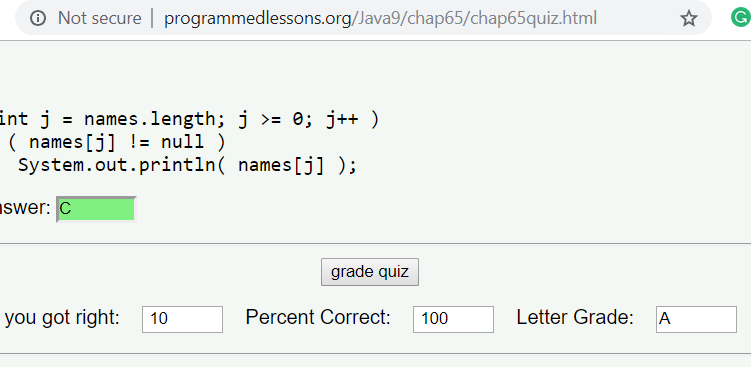 Not secure | programmedlessons.org/Java9/chap65/chap65quiz.html
int j = names.length; j >= 0; j++ )
( names[j] != null )
System.out.println( names[j] );
nswer: C
grade quiz
you got right: 10 Percent Correct: 100 Letter Grade: A